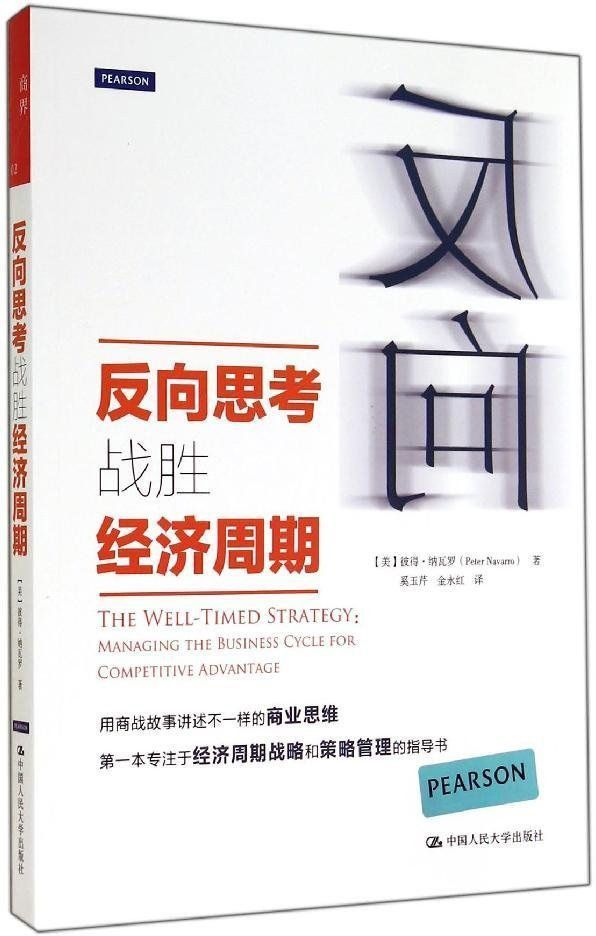 商界
02
反向思考
战胜
经济周期
[美]彼得·纳瓦罗 著
PEARSON
中国人民大学出版社
PEARSON
反向
反向思考
战胜
经济周期
【美】彼得·纳瓦罗(Peter Navarro) 著
奚玉芹 金永红 译
THE WELL-TIMED STRATEGY:
MANAGING THE BUSINESS CYCLE FOR
COMPETITIVE ADVANTAGE
用商战故事讲述不一样的商业思维
第一本专注于经济周期战略和策略管理的指导书
PEARSON
中国人民大学出版社